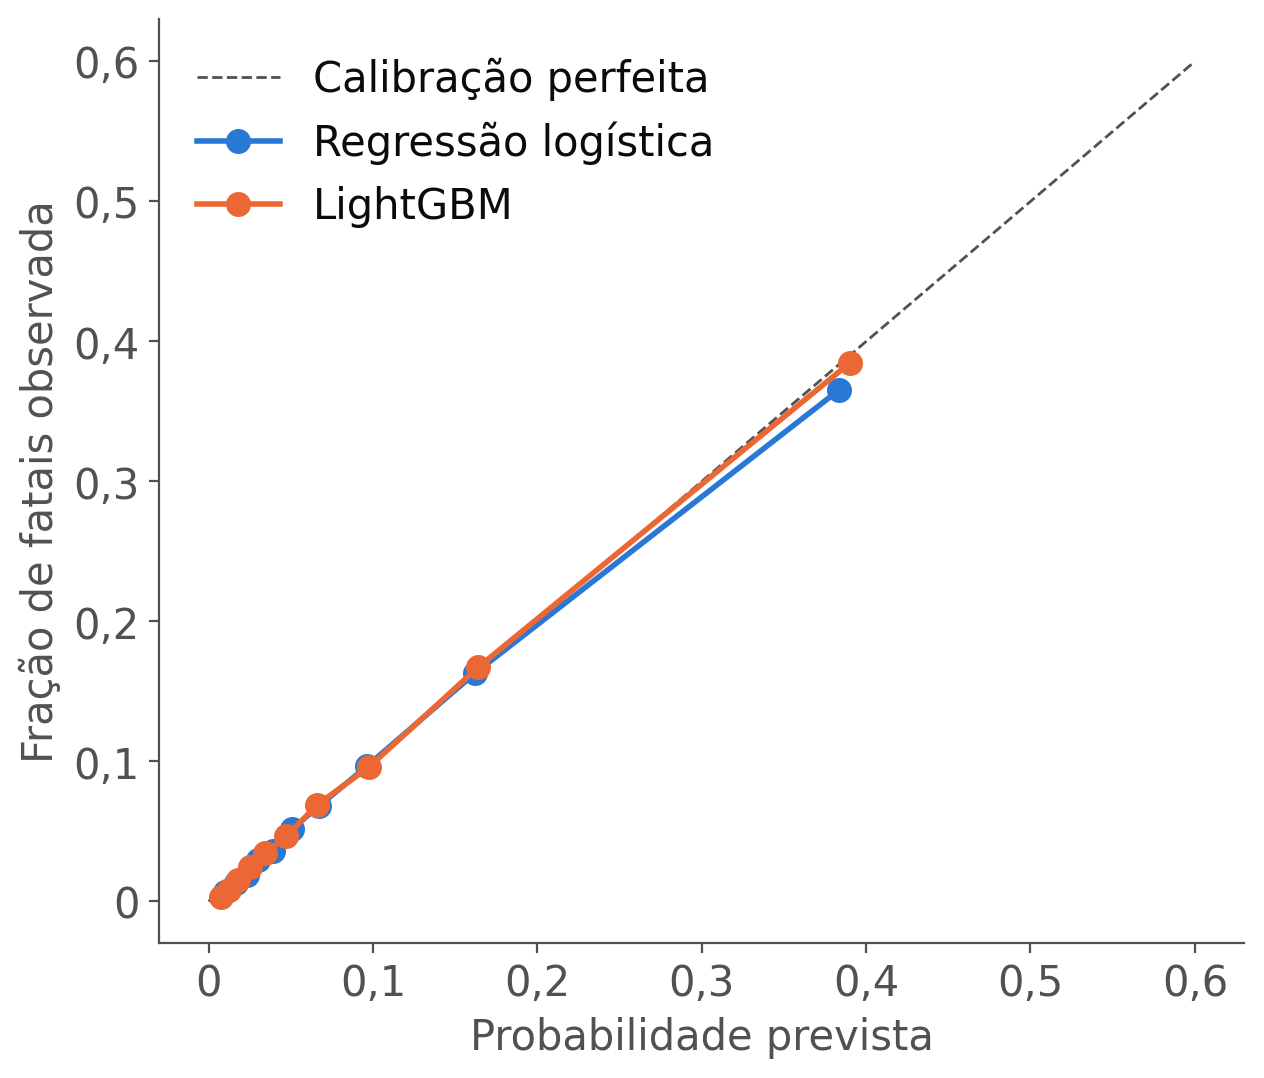 Calibração perfeita
Regressão logística
LightGBM
Fração de fatais observada
0,6
0,5
0,4
0,3
0,2
0,1
0
0 0,1 0,2 0,3 0,4 0,5 0,6
Probabilidade prevista